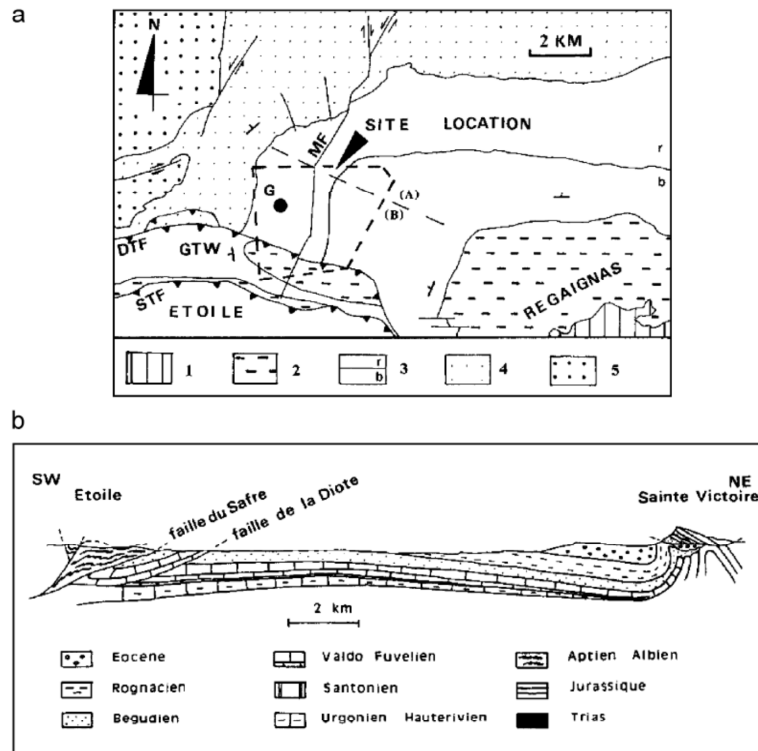 a
N
2 KM
SITE LOCATION
MF
r
b
G
(A)
(B)
DTF
GTW
STF
ETOILE
REGAIGNAS
1 2 3 r b 4 5
b
SW NE
Etoile Sainte Victoire
faille du Safre
faille de la Diote
2 km
Eocene Valdo Fuvelien Aptien Albien
Rognacien Santonien Jurassique
Begudien Urgonien Hauterivien Trias